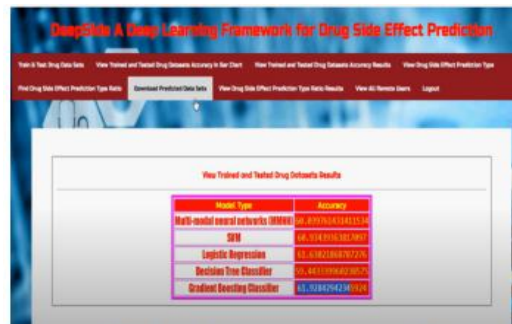 DeepSide A Deep Learning Framework for Drug Side Effect Prediction
Train & Test Drug Data Sets View Trained and Tested Drug Datasets Accuracy in Bar Chart View Trained and Tested Drug Datasets Accuracy Results View Drug Side Effect Prediction Type
Find Drug Side Effect Prediction Type Ratio Download Predicted Data Sets View Drug Side Effect Prediction Type Ratio Results View All Remote Users Logout
View Trained and Tested Drug Datasets Results
Model Type Accuracy
Multi-modal neural networks (MMNN)
SVM
Logistic Regression 61.63021868787276
Decision Tree Classifier
Gradient Boosting Classifier 61.92842942345924